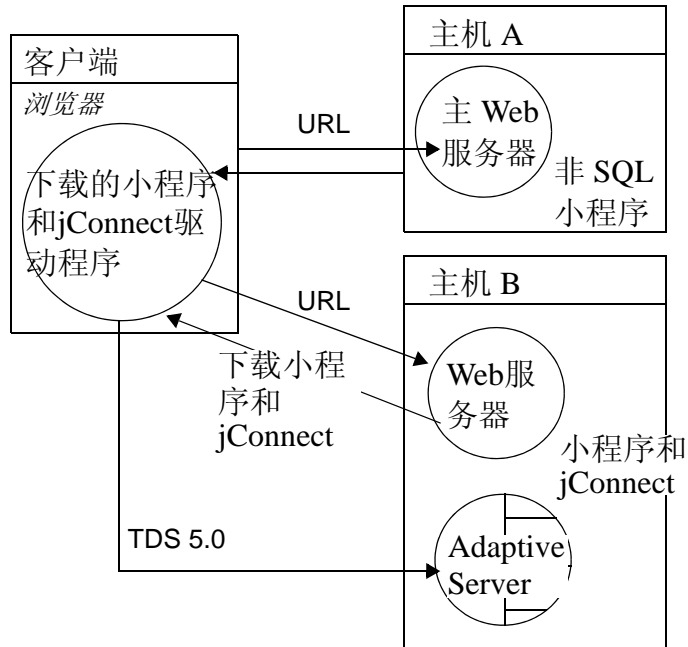 主机 A
客户端
浏览器
主 Web
服务器
URL
非 SQL
小程序
下载的小程序
和jConnect驱
动程序
主机 B
URL
下载小程
序和
jConnect
Web服
务器
小程序和
jConnect
TDS 5.0
Adaptive
Server